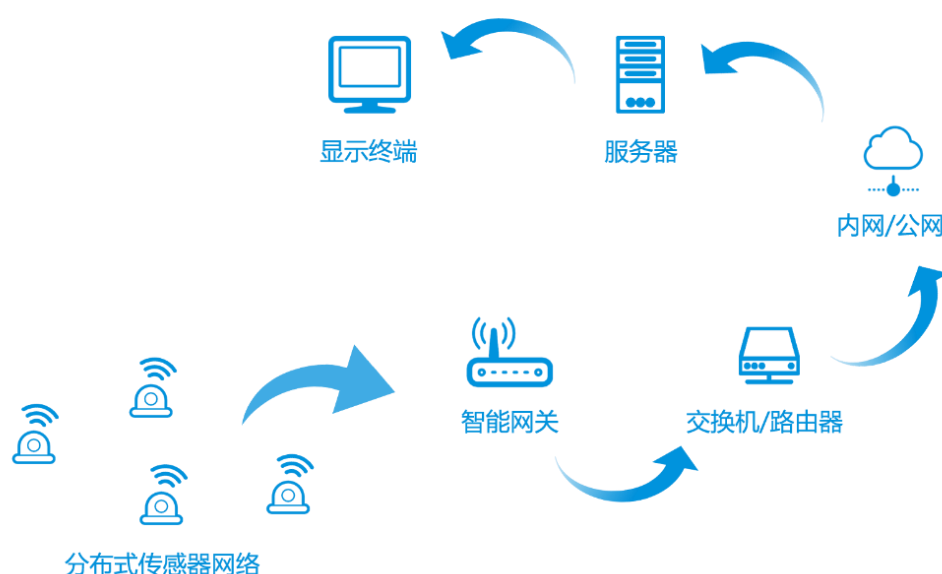 显示终端
服务器
内网/公网
智能网关
交换机/路由器
分布式传感器网络